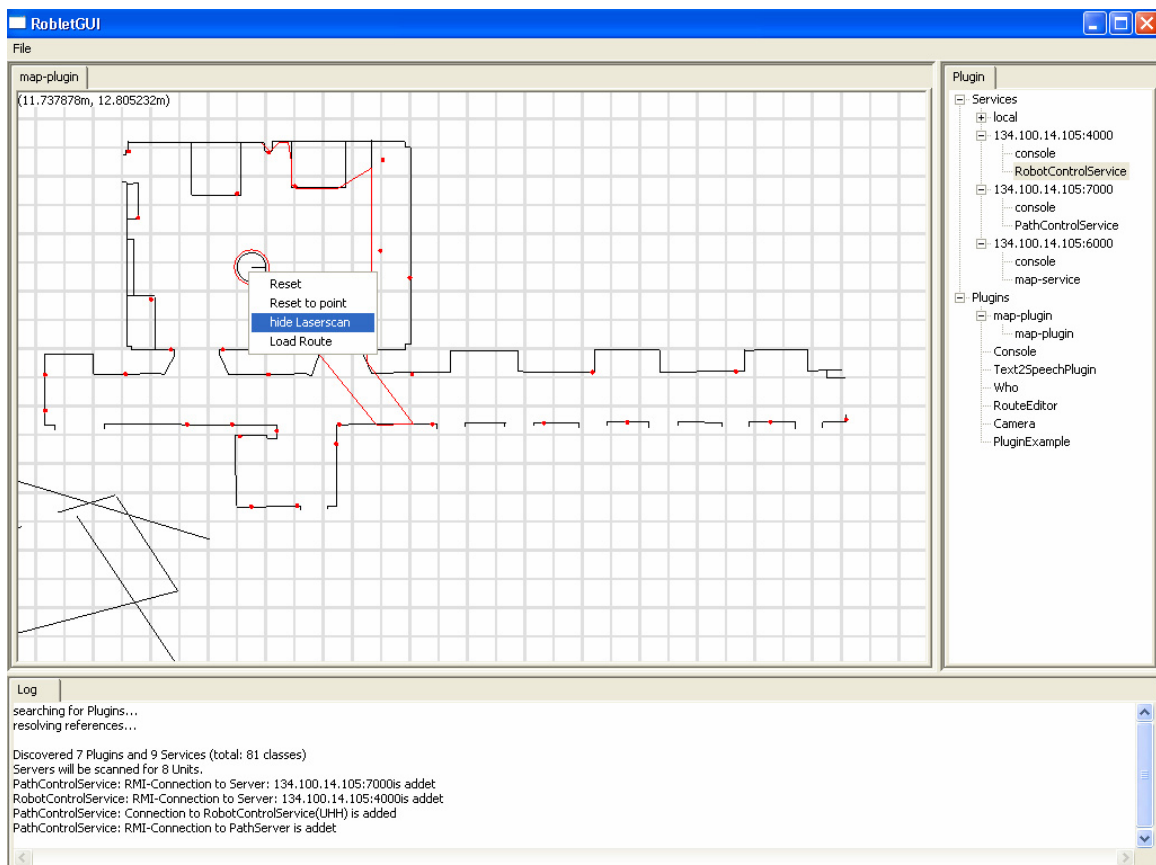 RobletGUI
File
map-plugin
(11.737878m, 12.805232m)
Reset
Reset to point
hide Laserscan
Load Route
Plugin
Services
local
134.100.14.105:4000
console
RobotControlService
134.100.14.105:7000
console
PathControlService
134.100.14.105:6000
console
map-service
Plugins
map-plugin
map-plugin
Console
Text2SpeechPlugin
Who
RouteEditor
Camera
PluginExample
Log
searching for Plugins...
resolving references...
Discovered 7 Plugins and 9 Services (total: 81 classes)
Servers will be scanned for 8 Units.
PathControlService: RMI-Connection to Server: 134.100.14.105:7000is addet
RobotControlService: RMI-Connection to Server: 134.100.14.105:4000is addet
PathControlService: Connection to RobotControlService(UHH) is added
PathControlService: RMI-Connection to PathServer is addet